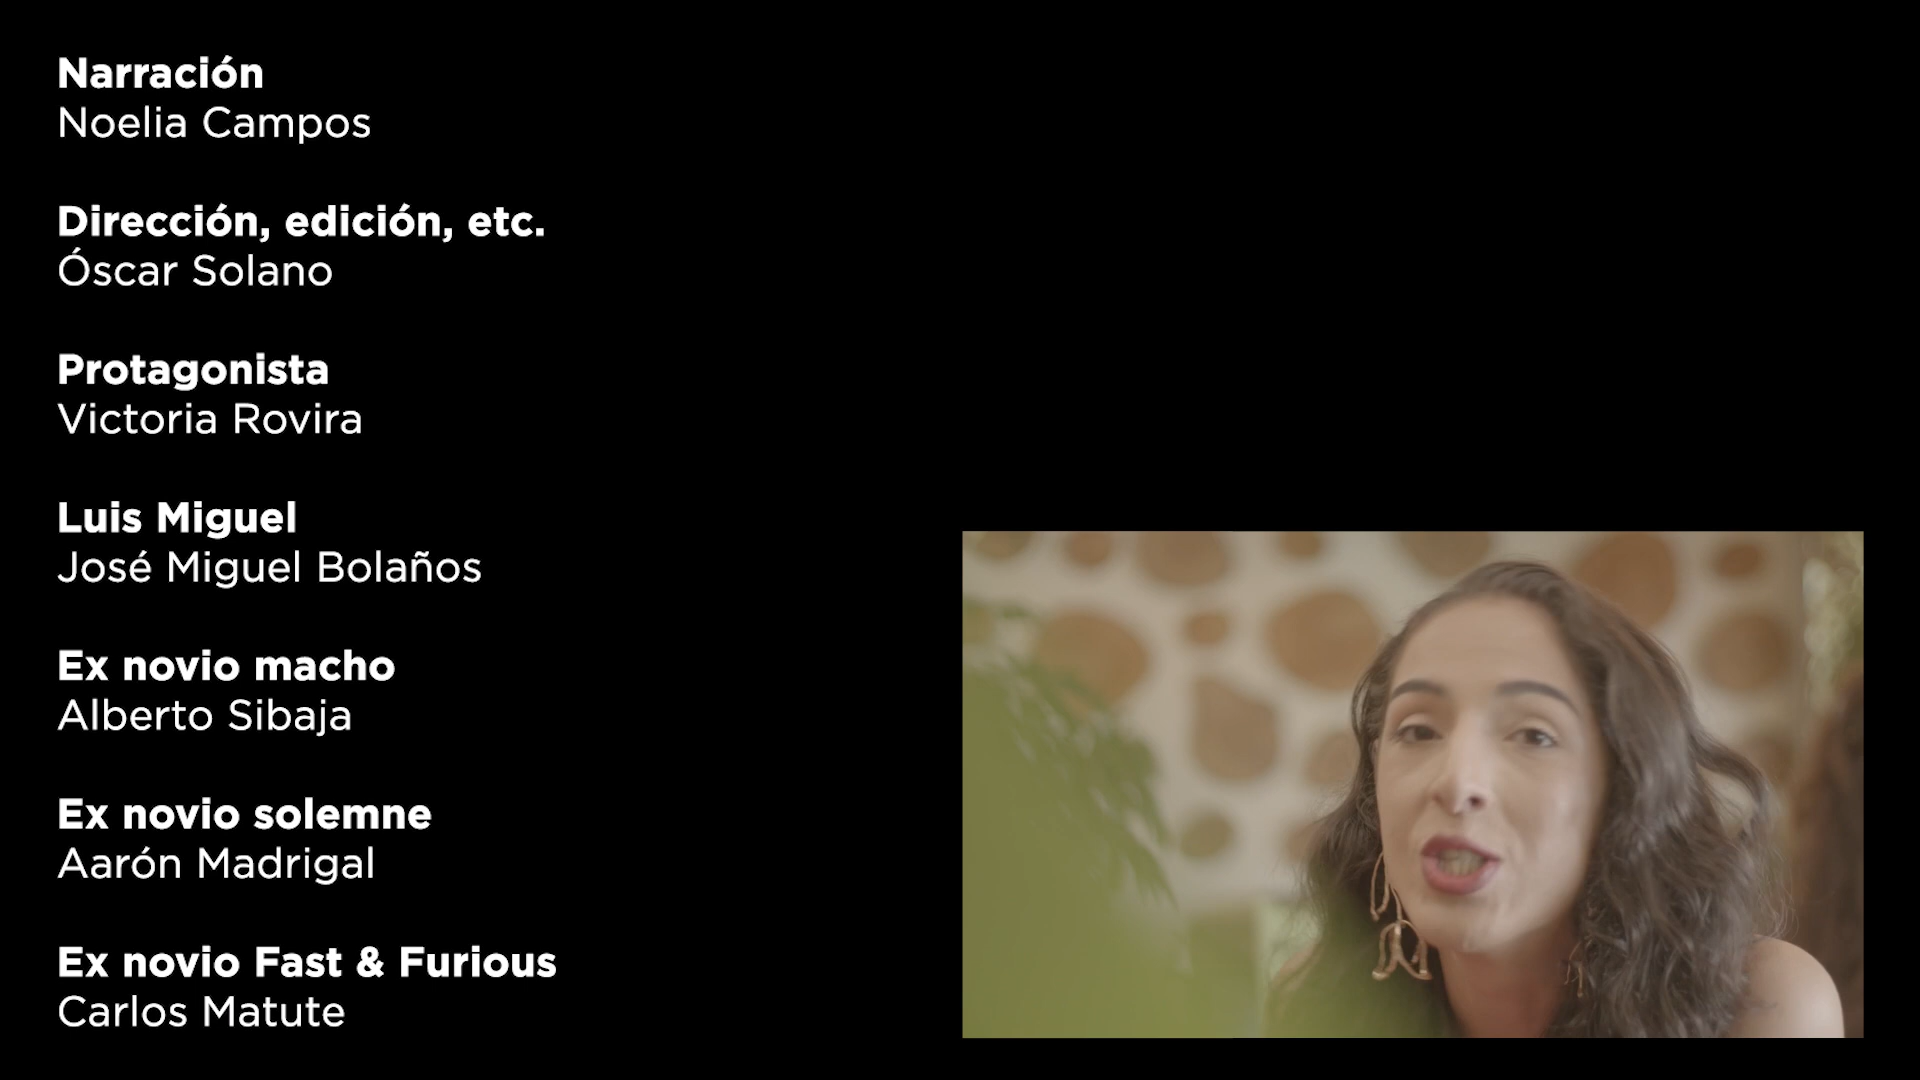 Narración
Noelia Campos
Dirección, edición, etc.
Óscar Solano
Protagonista
Victoria Rovira
Luis Miguel
José Miguel Bolaños
Ex novio macho
Alberto Sibaja
Ex novio solemne
Aarón Madrigal
Ex novio Fast & Furious
Carlos Matute